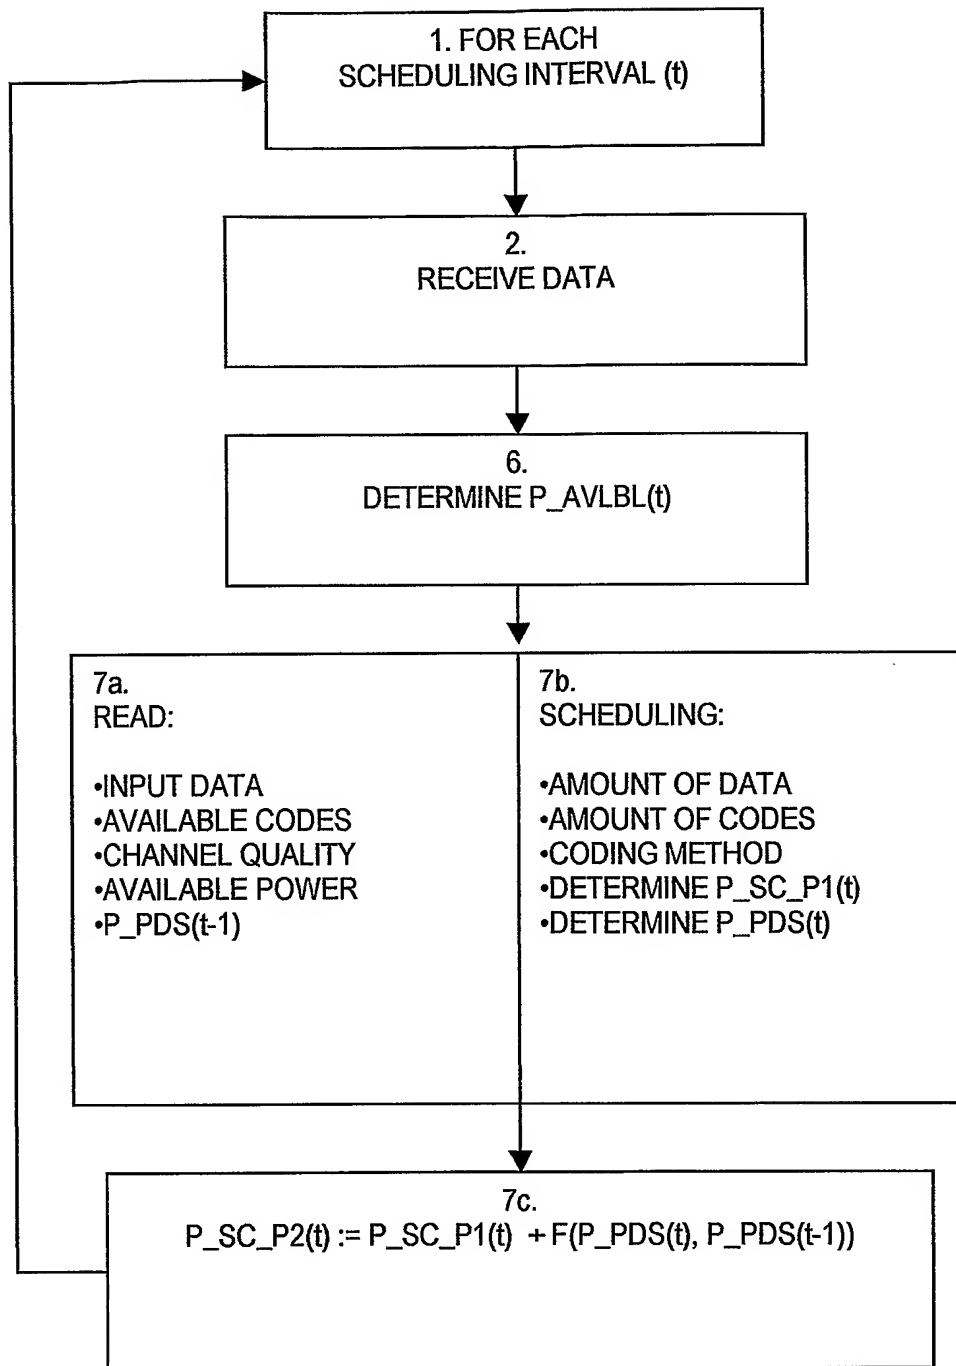 1. FOR EACH
SCHEDULING INTERVAL (t)
2.
RECEIVE DATA
6.
DETERMINE P_AVLBL(t)
7a.
READ:
•INPUT DATA
•AVAILABLE CODES
•CHANNEL QUALITY
•AVAILABLE POWER
•P_PDS(t-1)
7b.
SCHEDULING:
•AMOUNT OF DATA
•AMOUNT OF CODES
•CODING METHOD
•DETERMINE P_SC_P1(t)
•DETERMINE P_PDS(t)
7c.
P_SC_P2(t) := P_SC_P1(t) + F(P_PDS(t), P_PDS(t-1))